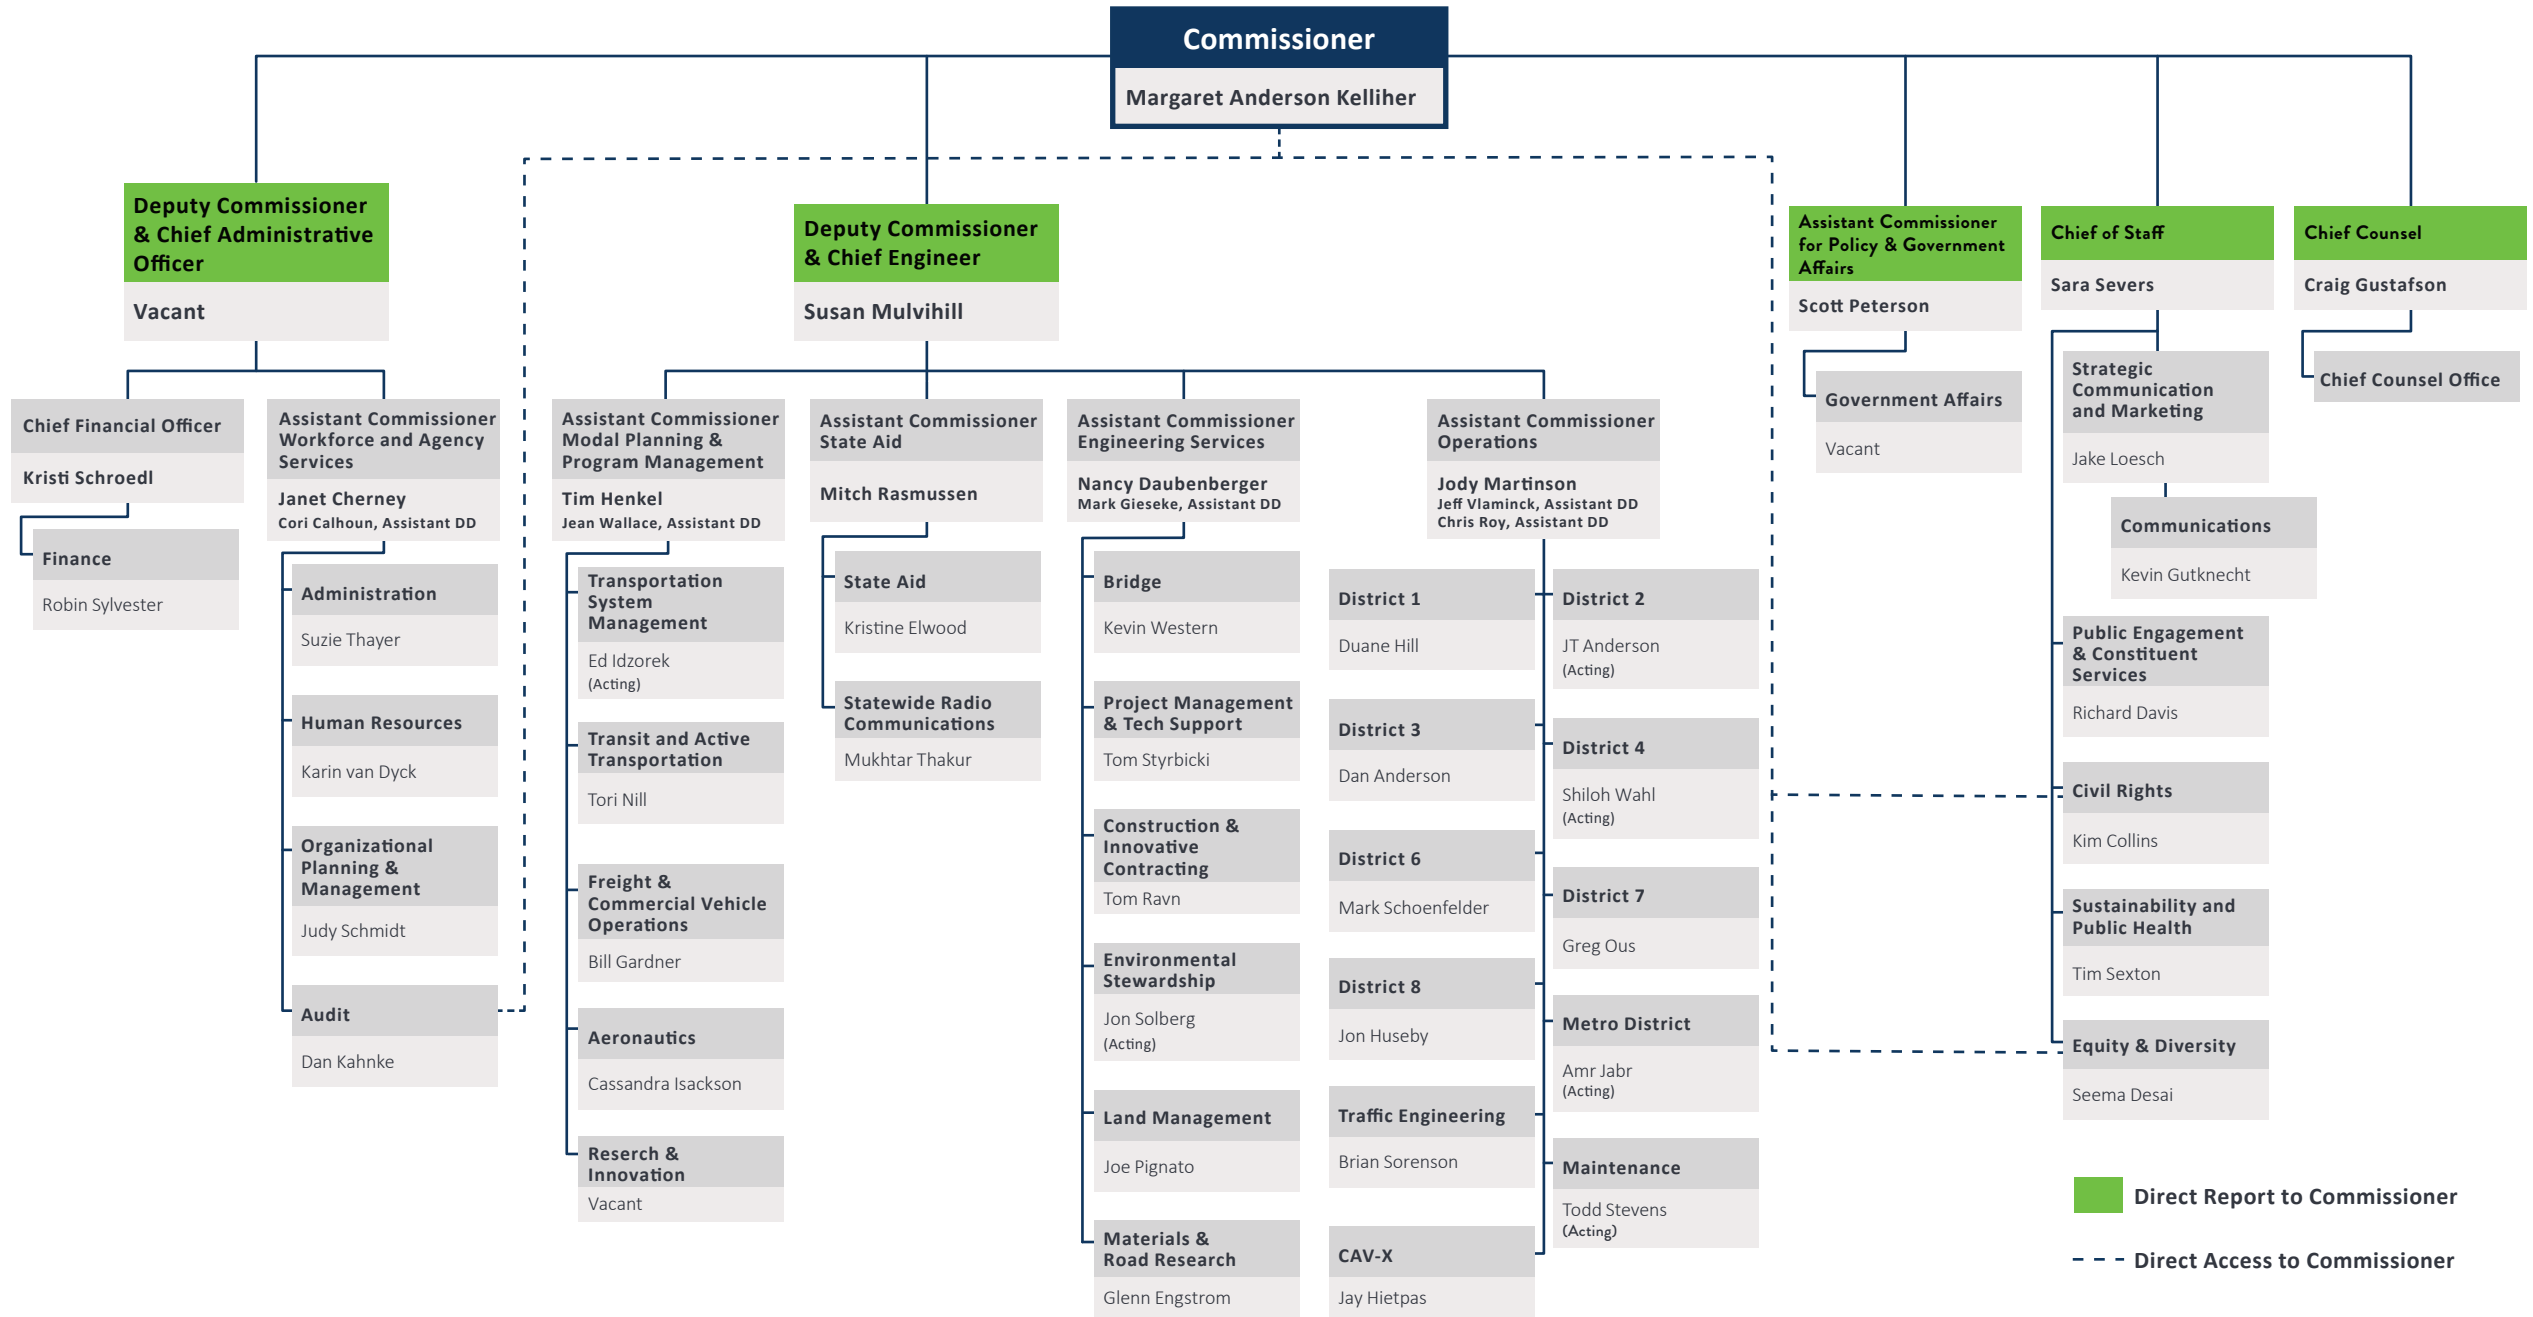 Commissioner
Margaret Anderson Kelliher
Deputy Commissioner
& Chief Administrative
Officer
Vacant
Chief Financial Officer
Kristi Schroedl
Finance
Robin Sylvester
Assistant Commissioner
Workforce and Agency
Services
Janet Cherney
Cori Calhoun, Assistant DD
Administration
Suzie Thayer
Human Resources
Karin van Dyck
Organizational
Planning &
Management
Judy Schmidt
Audit
Dan Kahnke
Deputy Commissioner
& Chief Engineer
Susan Mulvihill
Assistant Commissioner
Modal Planning &
Program Management
Tim Henkel
Jean Wallace, Assistant DD
Transportation
System
Management
Ed Idzorek
(Acting)
Transit and Active
Transportation
Tori Nill
Freight &
Commercial Vehicle
Operations
Bill Gardner
Aeronautics
Cassandra Isackson
Reserch &
Innovation
Vacant
Assistant Commissioner
State Aid
Mitch Rasmussen
State Aid
Kristine Elwood
Statewide Radio
Communications
Mukhtar Thakur
Assistant Commissioner
Engineering Services
Nancy Daubenberger
Mark Gieseke, Assistant DD
Bridge
Kevin Western
Project Management
& Tech Support
Tom Styrbicki
Construction &
Innovative
Contracting
Tom Ravn
Environmental
Stewardship
Jon Solberg
(Acting)
Land Management
Joe Pignato
Materials &
Road Research
Glenn Engstrom
Assistant Commissioner
Operations
Jody Martinson
Jeff Vlaminck, Assistant DD
Chris Roy, Assistant DD
District 1
Duane Hill
District 2
JT Anderson
(Acting)
District 3
Dan Anderson
District 4
Shiloh Wahl
(Acting)
District 6
Mark Schoenfelder
District 7
Greg Ous
District 8
Jon Huseby
Metro District
Amr Jabr
(Acting)
Traffic Engineering
Brian Sorenson
Maintenance
Todd Stevens
(Acting)
CAV-X
Jay Hietpas
Assistant Commissioner
for Policy & Government
Affairs
Scott Peterson
Government Affairs
Vacant
Chief of Staff
Sara Severs
Strategic
Communication
and Marketing
Jake Loesch
Communications
Kevin Gutknecht
Public Engagement
& Constituent
Services
Richard Davis
Civil Rights
Kim Collins
Sustainability and
Public Health
Tim Sexton
Equity & Diversity
Seema Desai
Chief Counsel
Craig Gustafson
Chief Counsel Office
Direct Report to Commissioner
Direct Access to Commissioner